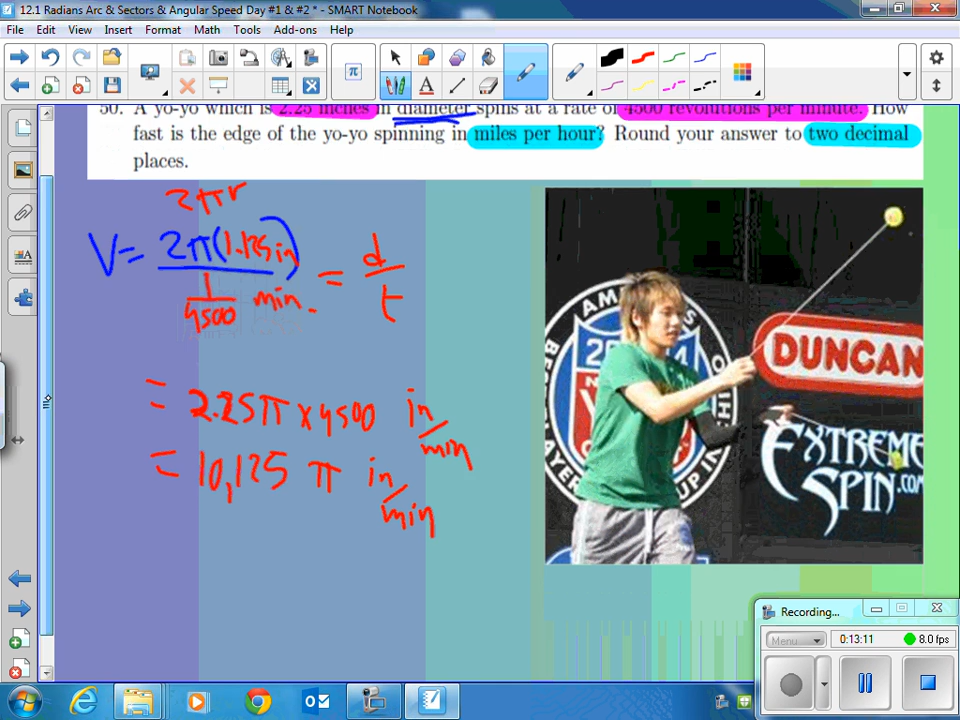 12.1 Radians Arc & Sectors & Angular Speed Day #1 & #2 * - SMART Notebook
File Edit View Insert Format Math Tools Add-ons Help
50. A yo-yo which is 2.25 inches in diameter spins at a rate of 4500 revolutions per minute. How
fast is the edge of the yo-yo spinning in miles per hour? Round your answer to two decimal
places.
2πr
V = 2π(1.125 in) / (1/4500 min.) = d/t
= 2.25π x 4500 in/min
= 10,125 π in/min
DUNCAN
EXTREME
SPIN.CO
Recording...
Menu
0:13:11
8.0 fps